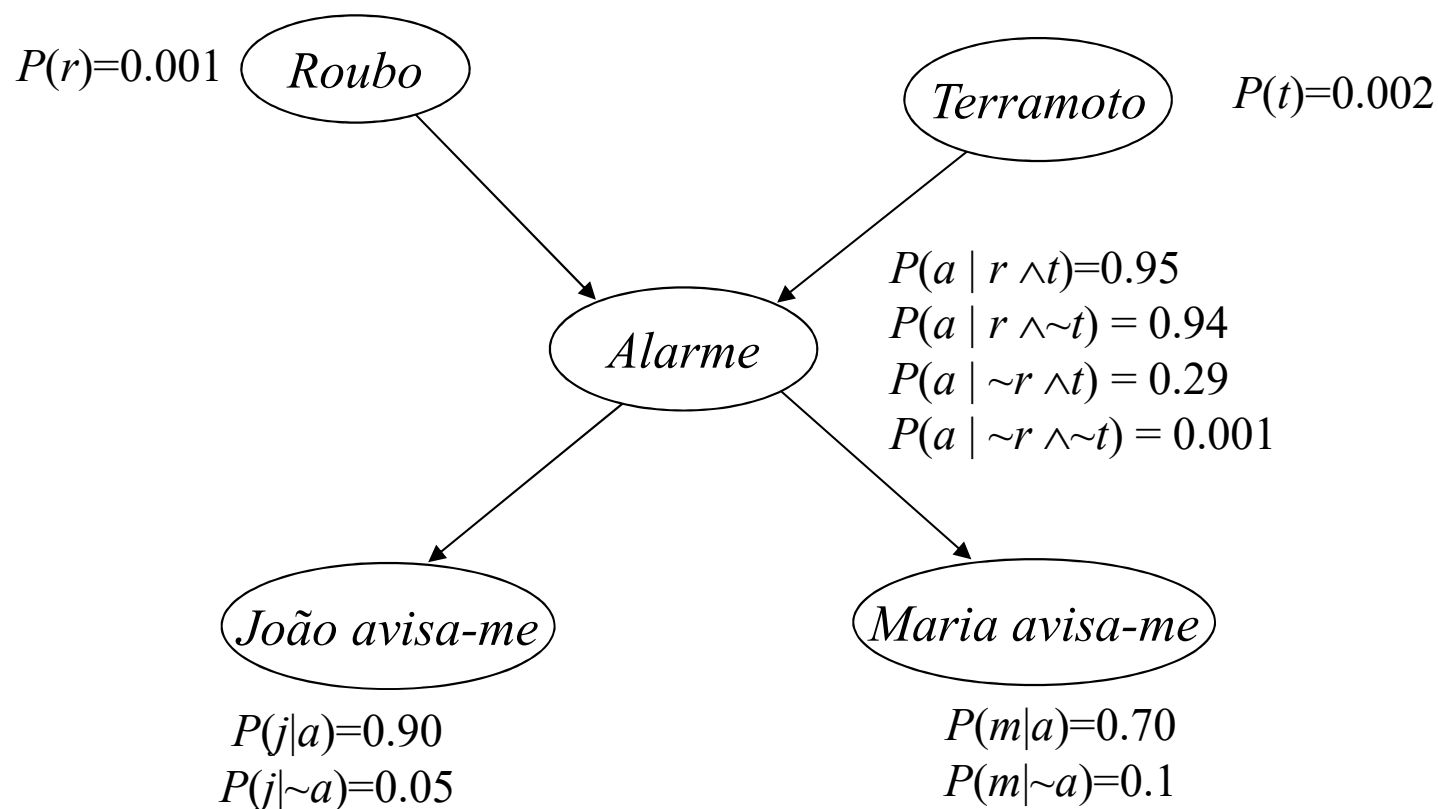 P(r)=0.001
Roubo
Terramoto
P(t)=0.002
Alarme
P(a | r ∧t)=0.95
P(a | r ∧~t) = 0.94
P(a | ~r ∧t) = 0.29
P(a | ~r ∧~t) = 0.001
João avisa-me
Maria avisa-me
P(j|a)=0.90
P(j|~a)=0.05
P(m|a)=0.70
P(m|~a)=0.1